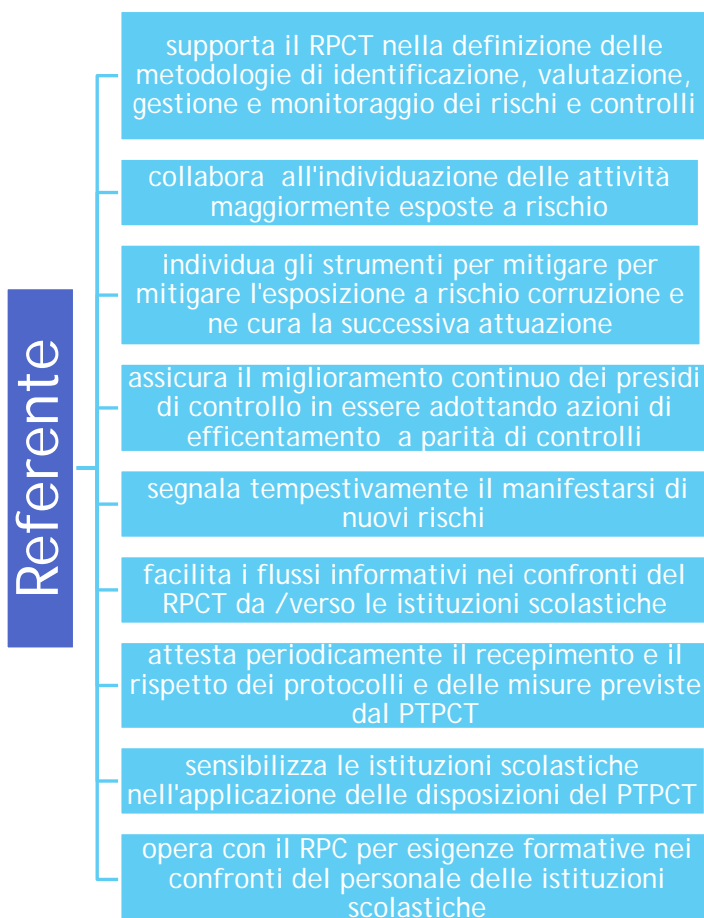 Referente
supporta il RPCT nella definizione delle
metodologie di identificazione, valutazione,
gestione e monitoraggio dei rischi e controlli
collabora all'individuazione delle attività
maggiormente esposte a rischio
individua gli strumenti per mitigare per
mitigare l'esposizione a rischio corruzione e
ne cura la successiva attuazione
assicura il miglioramento continuo dei presidi
di controllo in essere adottando azioni di
efficentamento a parità di controlli
segnala tempestivamente il manifestarsi di
nuovi rischi
facilita i flussi informativi nei confronti del
RPCT da /verso le istituzioni scolastiche
attesta periodicamente il recepimento e il
rispetto dei protocolli e delle misure previste
dal PTPCT
sensibilizza le istituzioni scolastiche
nell'applicazione delle disposizioni del PTPCT
opera con il RPC per esigenze formative nei
confronti del personale delle istituzioni
scolastiche